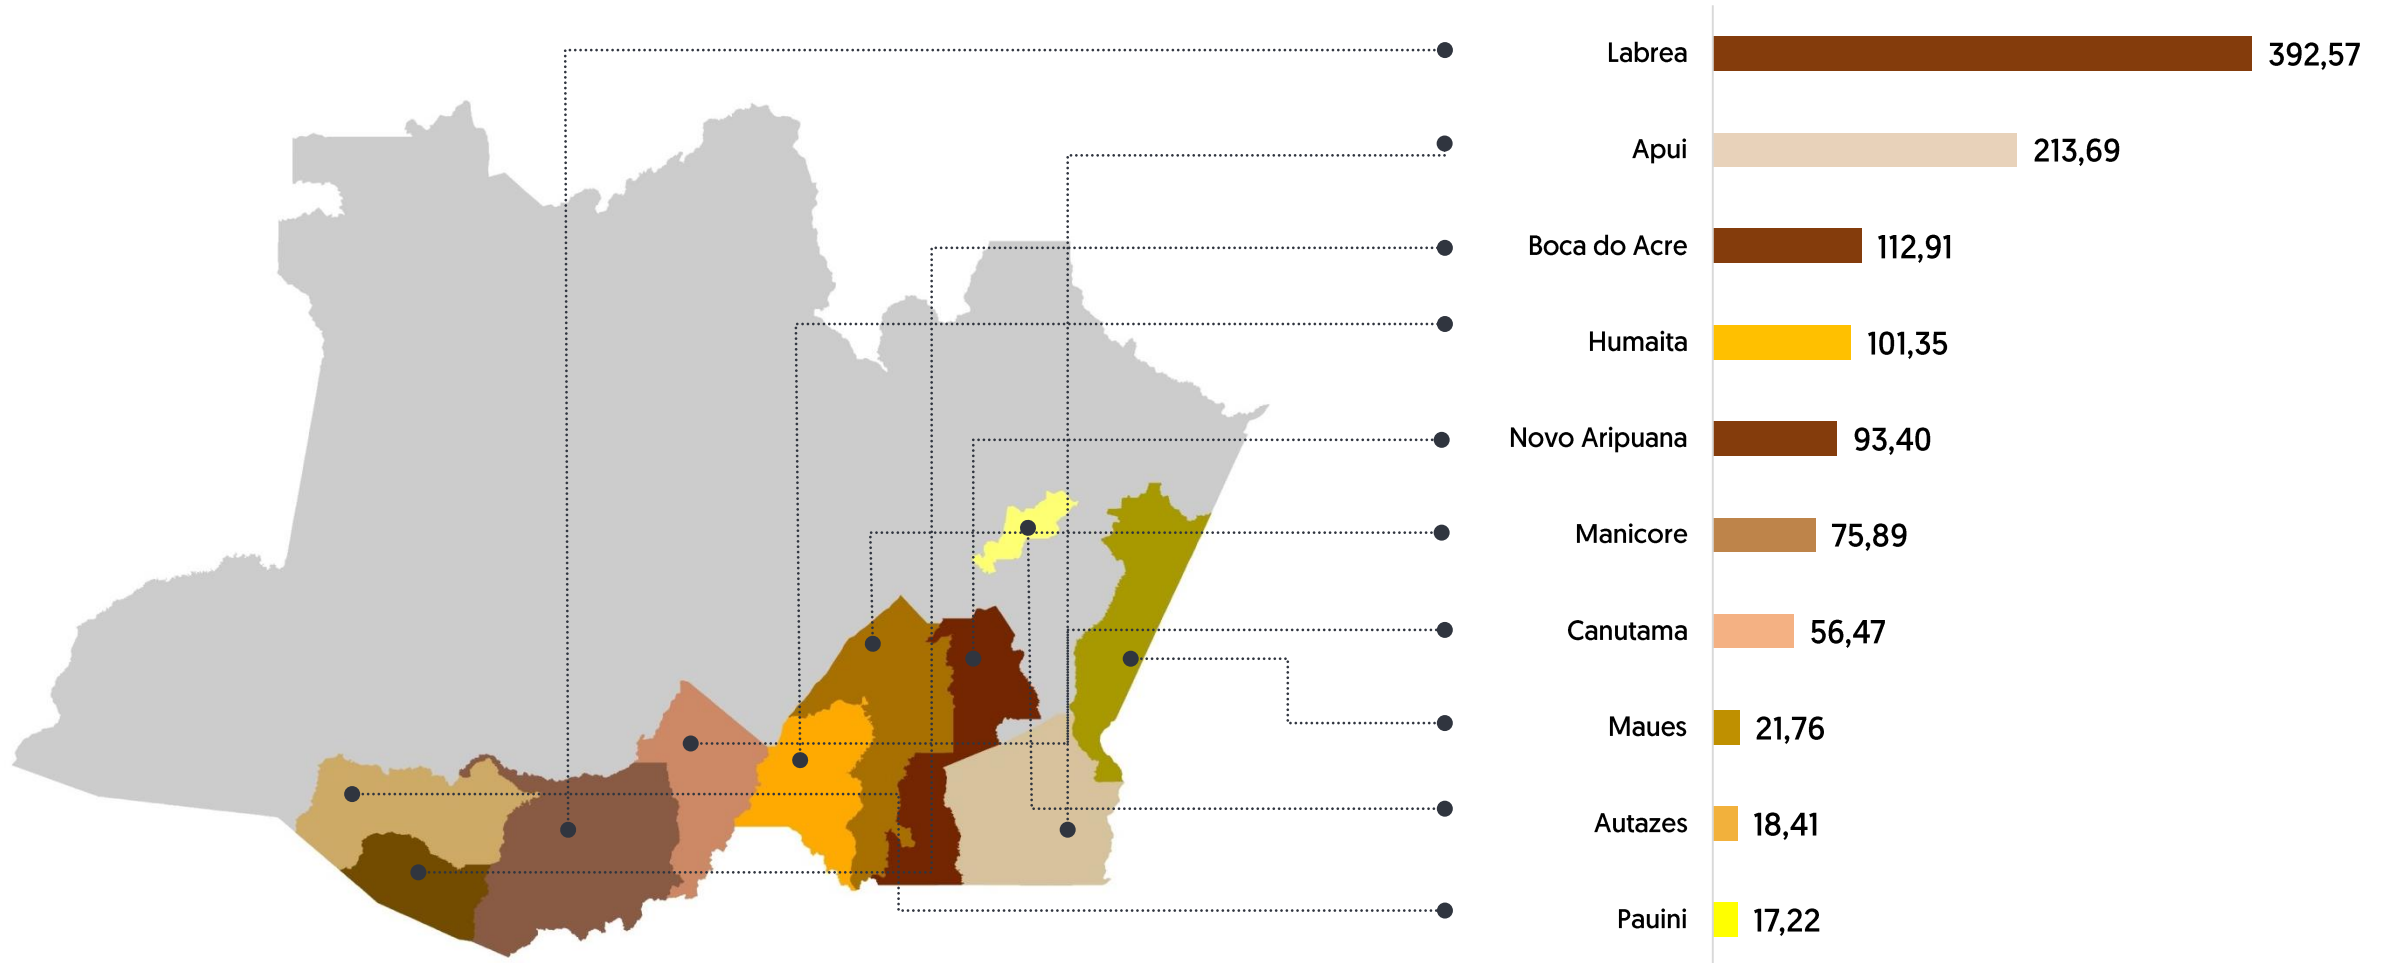 Labrea 392,57
Apui 213,69
Boca do Acre 112,91
Humaita 101,35
Novo Aripuana 93,40
Manicore 75,89
Canutama 56,47
Maues 21,76
Autazes 18,41
Pauini 17,22